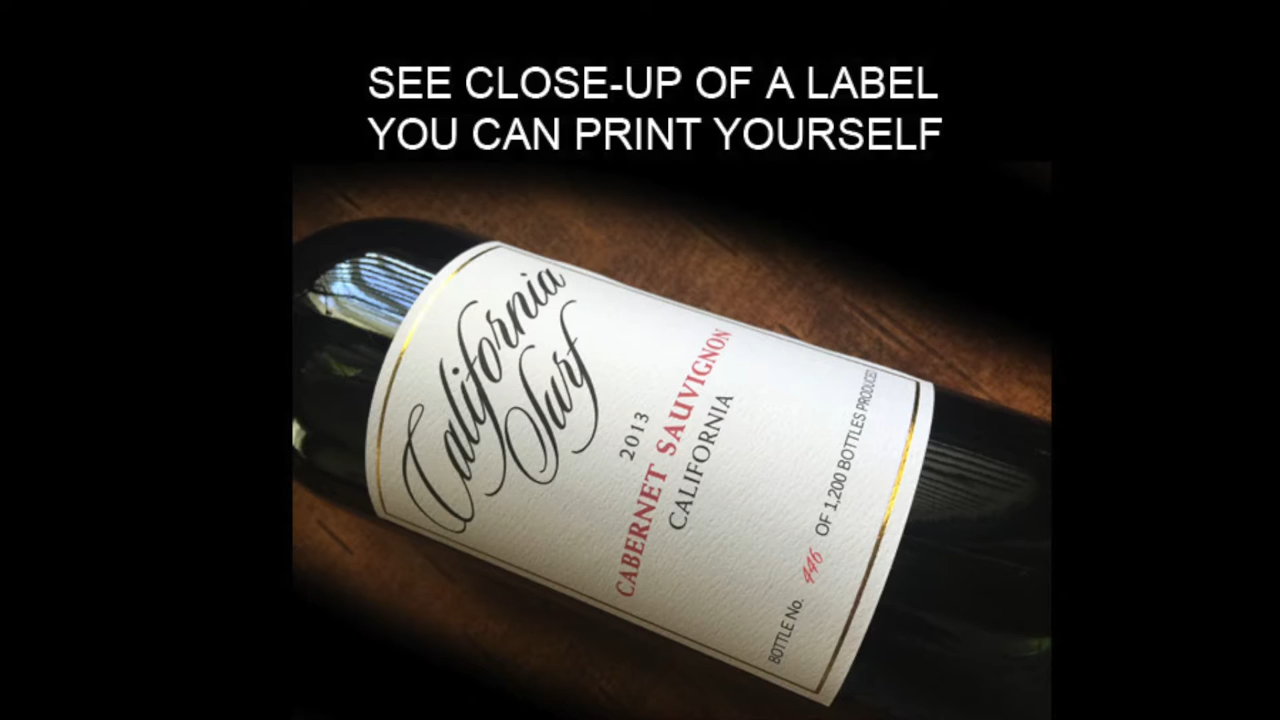 SEE CLOSE-UP OF A LABEL
YOU CAN PRINT YOURSELF
California
Surf
2013
CABERNET SAUVIGNON
CALIFORNIA
BOTTLE No. 446 OF 1,200 BOTTLES PRODUCED